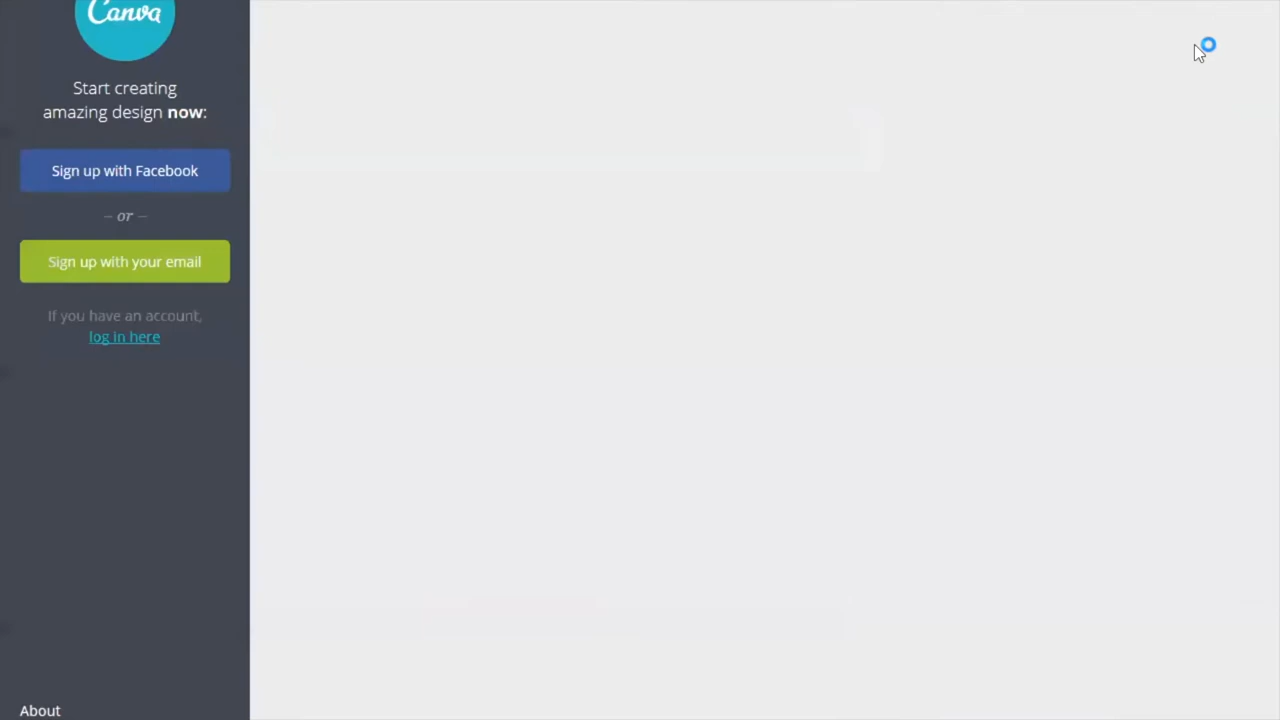 Canva
Start creating
amazing design now:
Sign up with Facebook
– or –
Sign up with your email
If you have an account,
log in here
About